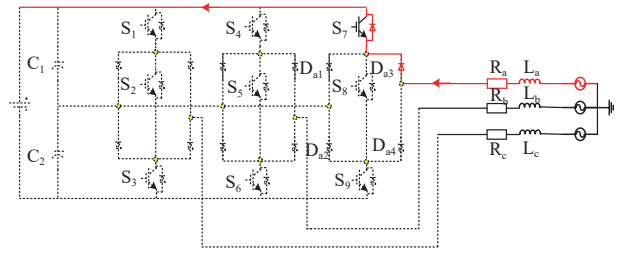 S1 S4 S7
C1 S2 S5 Da1 S8 Da3 Ra La
Rb Lb
C2 Da2 Da4 Rc Lc
S3 S6 S9